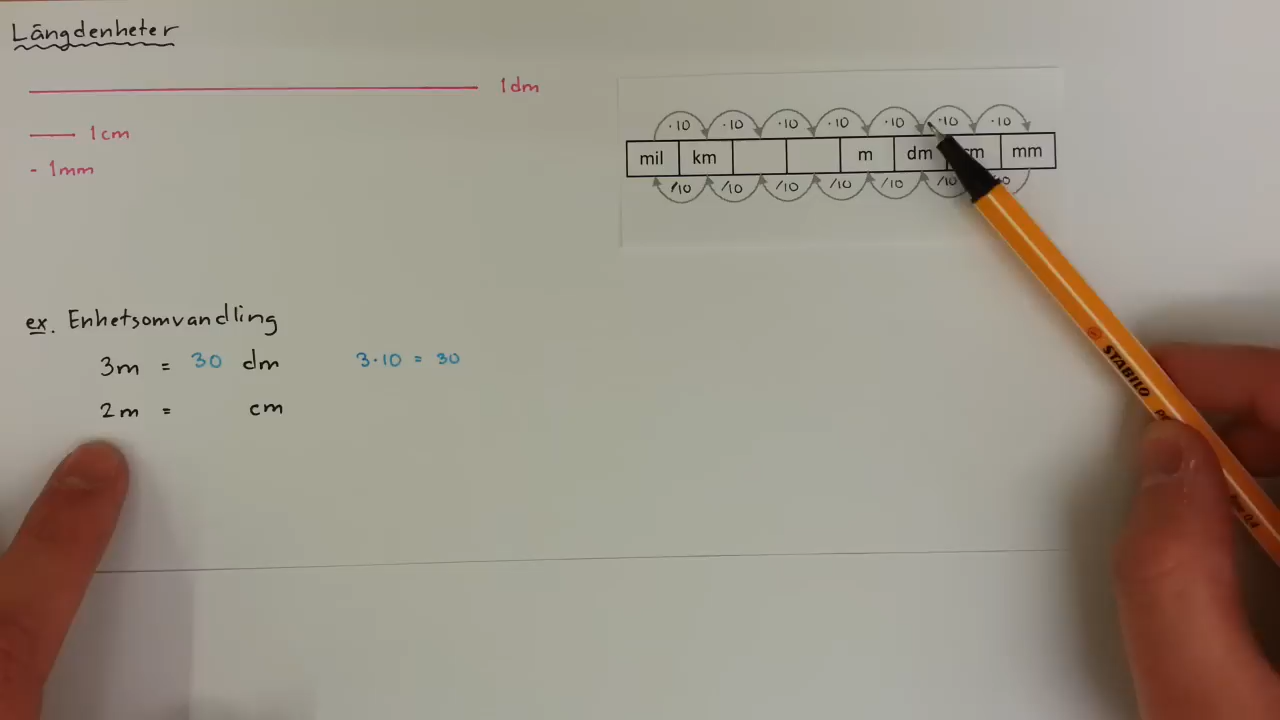 Längdenheter
1dm
1cm
- 1mm
·10 ·10 ·10 ·10 ·10 ·10 ·10
mil km m dm cm mm
/10 /10 /10 /10 /10 /10
ex. Enhetsomvandling
3m = 30 dm 3·10 = 30
2m = cm
STABILO